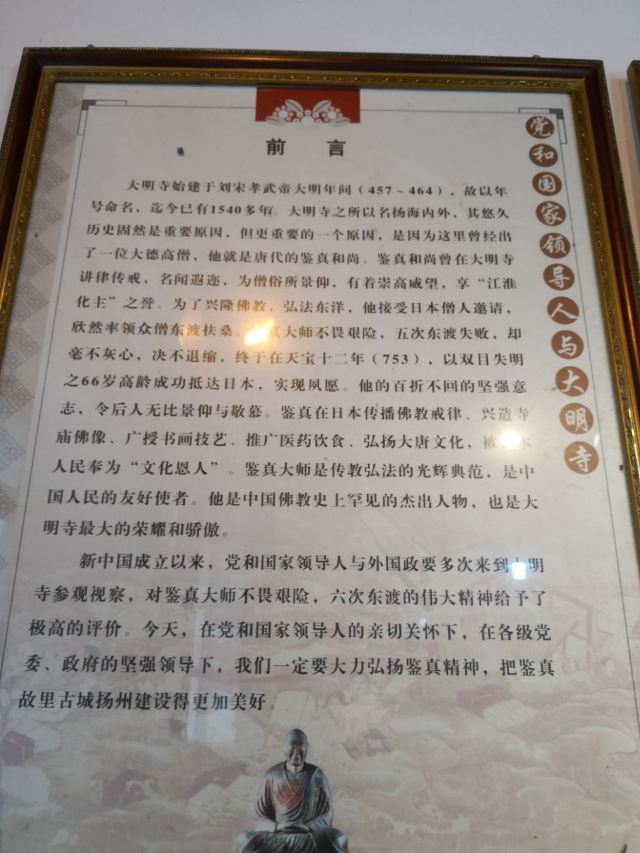 前言
大明寺始建于刘宋孝武帝大明年间（457～464），故以年
号命名，迄今已有1540多年。大明寺之所以名扬海内外，其悠久
历史固然是重要原因，但更重要的一个原因，是因为这里曾经出
了一位大德高僧，他就是唐代的鉴真和尚。鉴真和尚曾在大明寺
讲律传戒，名闻遐迩，为僧俗所景仰，有着崇高威望，享“江淮
化主”之誉。为了兴隆佛教，弘法东洋，他接受日本僧人邀请，
欣然率领众僧东渡扶桑。真大师不畏艰险，五次东渡失败，却
毫不灰心，决不退缩，终于在天宝十二年（753），以双目失明
之66岁高龄成功抵达日本，实现夙愿。他的百折不回的坚强意
志，令后人无比景仰与敬慕。鉴真在日本传播佛教戒律、兴造寺
庙佛像、广授书画技艺、推广医药饮食、弘扬大唐文化，被本
人民奉为“文化恩人”。鉴真大师是传教弘法的光辉典范，是中
国人民的友好使者。他是中国佛教史上罕见的杰出人物，也是大
明寺最大的荣耀和骄傲。
新中国成立以来，党和国家领导人与外国政要多次来到明
寺参观视察，对鉴真大师不畏艰险，六次东渡的伟大精神给予了
极高的评价。今天，在党和国家领导人的亲切关怀下，在各级党
委、政府的坚强领导下，我们一定要大力弘扬鉴真精神，把鉴真
故里古城扬州建设得更加美好。
党和国家领导人与大明寺